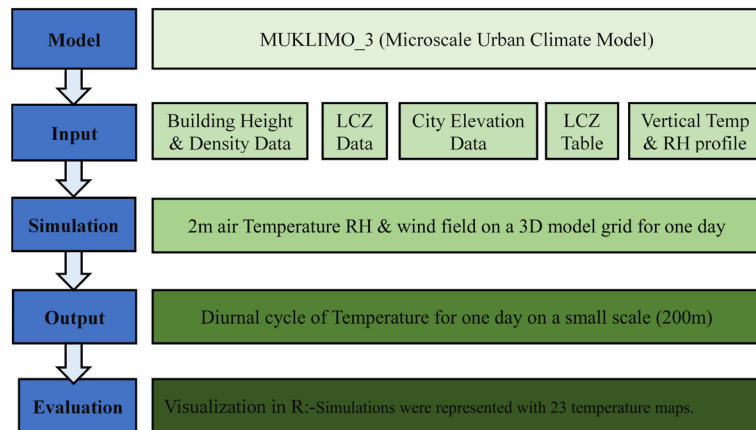 Model
MUKLIMO_3 (Microscale Urban Climate Model)
Input
Building Height
& Density Data
LCZ
Data
City Elevation
Data
LCZ
Table
Vertical Temp
& RH profile
Simulation
2m air Temperature RH & wind field on a 3D model grid for one day
Output
Diurnal cycle of Temperature for one day on a small scale (200m)
Evaluation
Visualization in R:-Simulations were represented with 23 temperature maps.